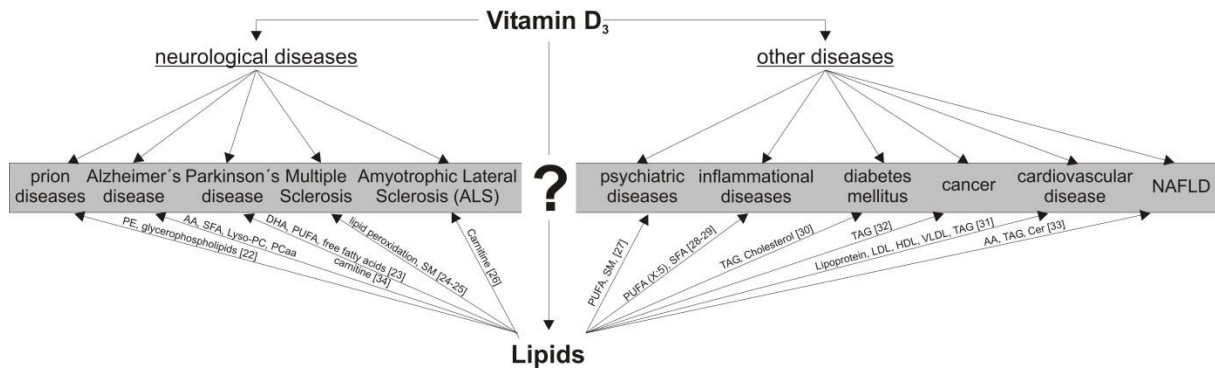 Vitamin D₃
neurological diseases
other diseases
prion
diseases
Alzheimer´s
disease
Parkinson´s
disease
Multiple
Sclerosis
Amyotrophic Lateral
Sclerosis (ALS)
?
psychiatric
diseases
inflammational
diseases
diabetes
mellitus
cancer
cardiovascular
disease
NAFLD
PE, glycerophospholipids [22]
AA, SFA, Lyso-PC, PCaa
carnitine [34]
DHA, PUFA, free fatty acids [23]
lipid peroxidation, SM [24-25]
Carnitine [26]
PUFA, SM, [27]
PUFA (X:5), SFA [28-29]
TAG, Cholesterol [30]
TAG [32]
Lipoprotein, LDL, HDL, VLDL, TAG [31]
AA, TAG, Cer [33]
Lipids